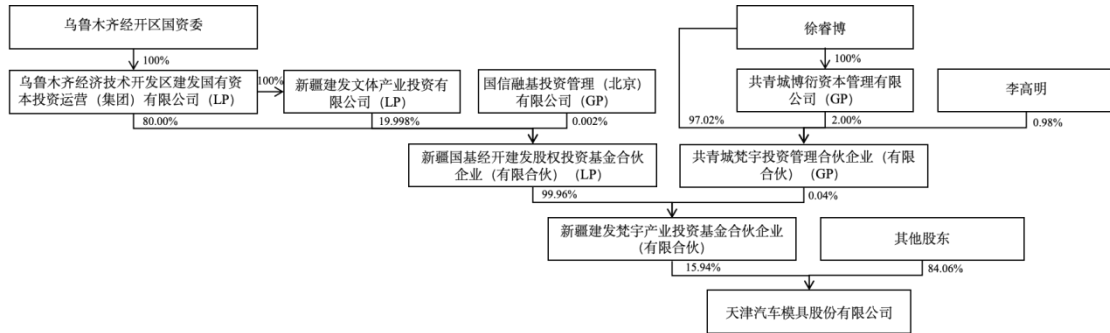 乌鲁木齐经开区国资委
徐睿博
100%
100%
乌鲁木齐经济技术开发区建发国有资
本投资运营（集团）有限公司（LP）
100%
新疆建发文体产业投资有
限公司（LP）
国信融基投资管理（北京）
有限公司（GP）
共青城博衍资本管理有限
公司（GP）
李高明
80.00%
19.998%
0.002%
97.02%
2.00%
0.98%
新疆国基经开建发股权投资基金合伙
企业（有限合伙）（LP）
共青城梵宇投资管理合伙企业（有限
合伙）（GP）
99.96%
0.04%
新疆建发梵宇产业投资基金合伙企业
（有限合伙）
其他股东
15.94%
84.06%
天津汽车模具股份有限公司